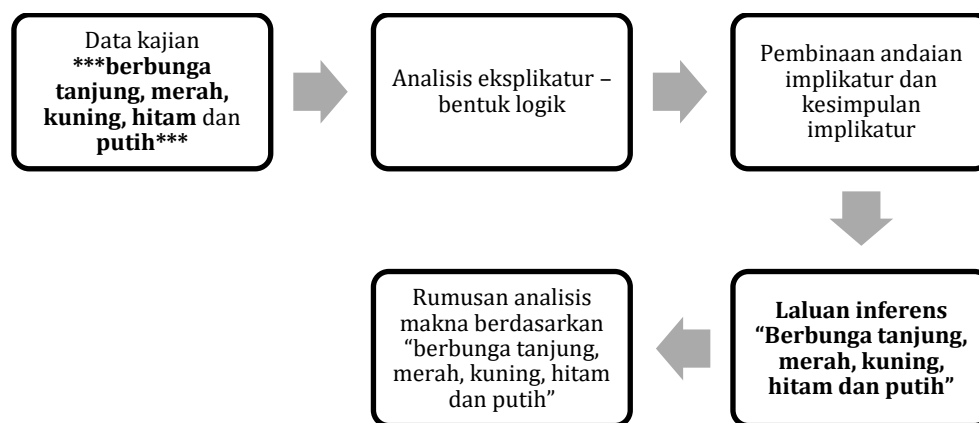 Data kajian
***berbunga
tanjung, merah,
kuning, hitam dan
putih***
Analisis eksplikatur –
bentuk logik
Pembinaan andaian
implikatur dan
kesimpulan
implikatur
Laluan inferens
“Berbunga tanjung,
merah, kuning,
hitam dan putih”
Rumusan analisis
makna berdasarkan
“berbunga tanjung,
merah, kuning, hitam
dan putih”